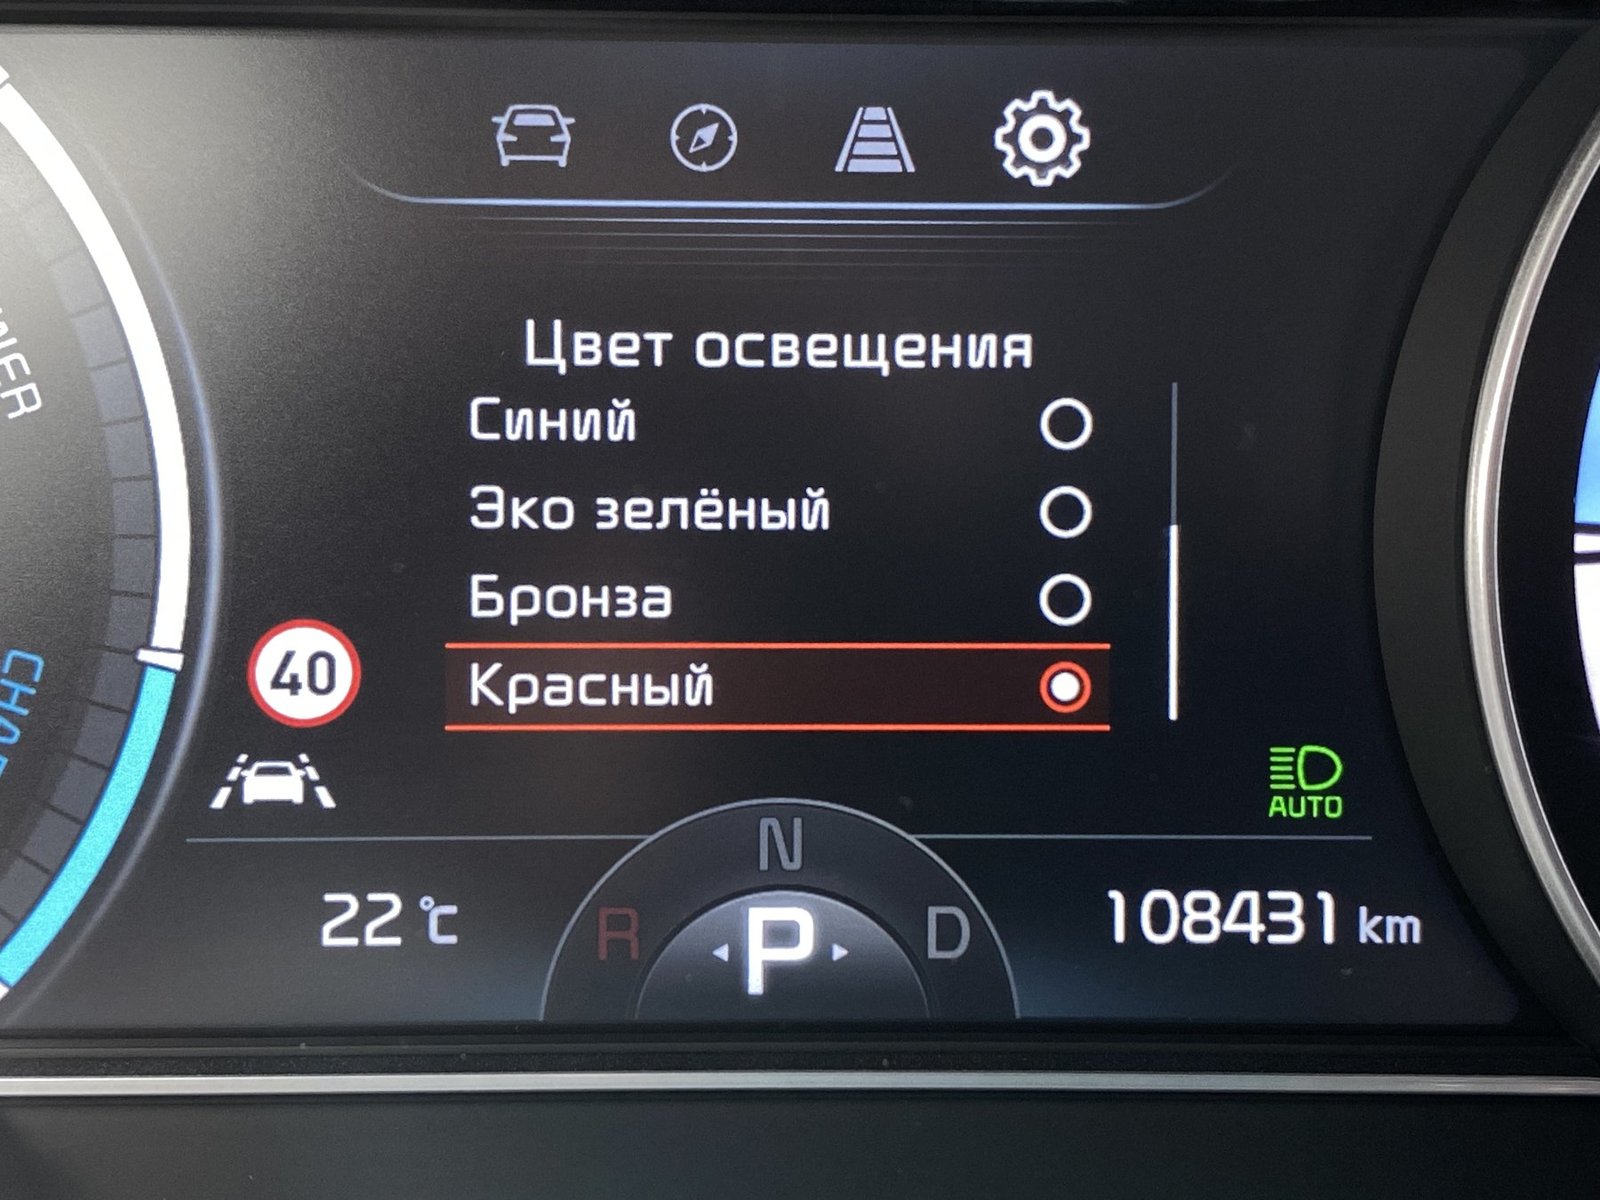 Цвет освещения
Синий
Эко зелёный
Бронза
Красный
40
AUTO
N
R
P
D
22 °C
108431 km